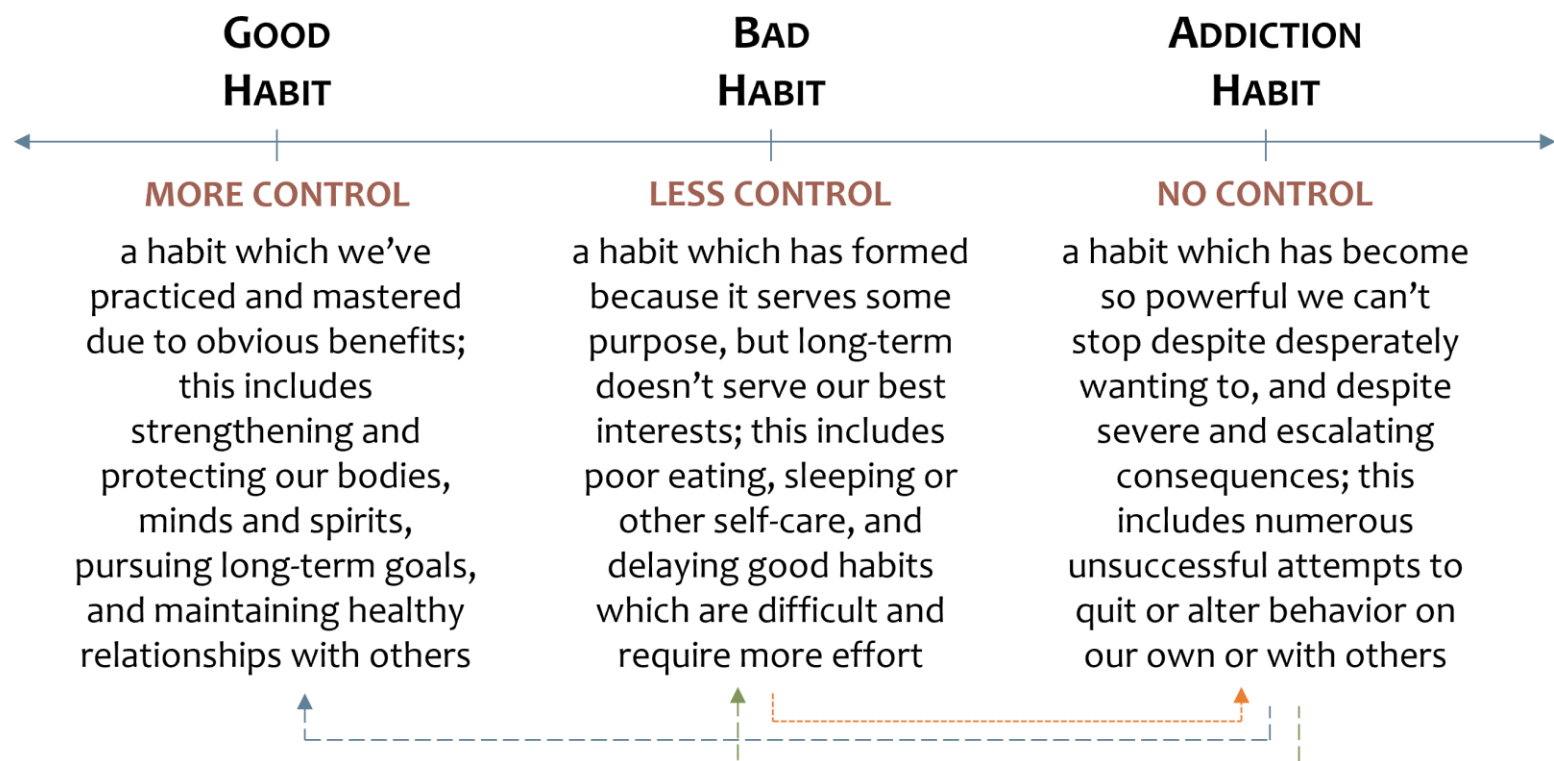 GOOD
HABIT
BAD
HABIT
ADDICTION
HABIT
MORE CONTROL
a habit which we’ve
practiced and mastered
due to obvious benefits;
this includes
strengthening and
protecting our bodies,
minds and spirits,
pursuing long-term goals,
and maintaining healthy
relationships with others
LESS CONTROL
a habit which has formed
because it serves some
purpose, but long-term
doesn’t serve our best
interests; this includes
poor eating, sleeping or
other self-care, and
delaying good habits
which are difficult and
require more effort
NO CONTROL
a habit which has become
so powerful we can’t
stop despite desperately
wanting to, and despite
severe and escalating
consequences; this
includes numerous
unsuccessful attempts to
quit or alter behavior on
our own or with others